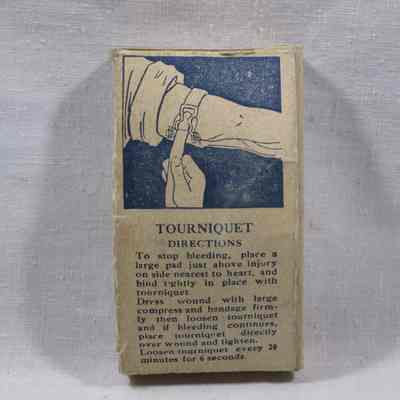 TOURNIQUET
DIRECTIONS
To stop bleeding, place a
large pad just above injury
on side nearest to heart, and
bind tightly in place with
tourniquet.
Dress wound with large
compress and bandage firm-
ly then loosen tourniquet
and if bleeding continues,
place tourniquet directly
over wound and tighten.
Loosen tourniquet every 20
minutes for 6 seconds.